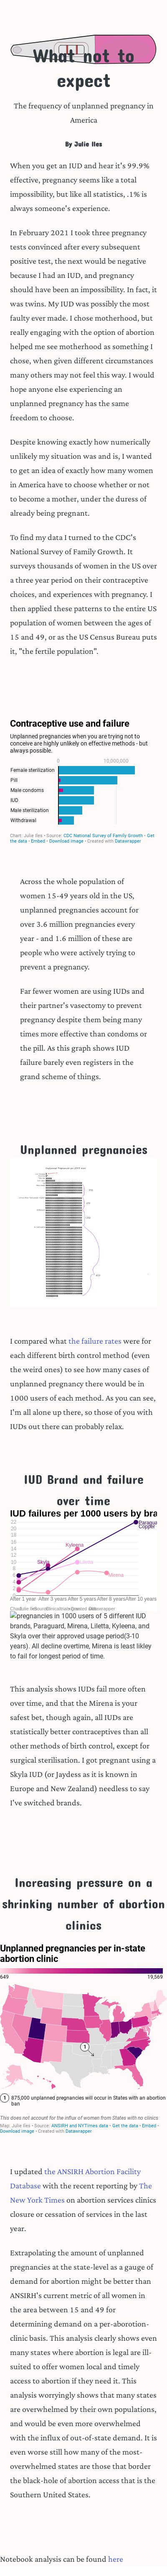 What not to
expect
The frequency of unplanned pregnancy in
America
By Julie Iles
When you get an IUD and hear it's 99.9%
effective, pregnancy seems like a total
impossibility, but like all statistics, .1% is
always someone's experience.
In February 2021 I took three pregnancy
tests convinced after every subsequent
positive test, the next would be negative
because I had an IUD, and pregnancy
should have been an impossibility. In fact, it
was twins. My IUD was possibly the most
faulty ever made. I chose motherhood, but
really engaging with the option of abortion
helped me see motherhood as something I
chose, when given different circumstances
many others may not feel this way. I would
hope anyone else experiencing an
unplanned pregnancy has the same
freedom to choose.
Despite knowing exactly how numerically
unlikely my situation was and is, I wanted
to get an idea of exactly how many women
in America have to choose whether or not
to become a mother, under the duress of
already being pregnant.
To find my data I turned to the CDC's
National Survey of Family Growth. It
surveys thousands of women in the US over
a three year period on their contraceptive
choices, and experiences with pregnancy. I
then applied these patterns to the entire US
population of women between the ages of
15 and 49, or as the US Census Bureau puts
it, "the fertile population".
Contraceptive use and failure
Unplanned pregnancies when you are trying not to
conceive are highly unlikely on effective methods - but
always possible.
0 10,000,000
Female sterilization
Pill
Male condoms
IUD
Male sterilization
Withdrawal
Chart: Julie Iles • Source: CDC National Survey of Family Growth • Get
the data • Embed • Download image • Created with Datawrapper
Across the whole population of
women 15-49 years old in the US,
unplanned pregnancies account for
over 3.6 million pregnancies every
year - and 1.6 million of these are
people who were actively trying to
prevent a pregnancy.
Far fewer women are using IUDs and
their partner's vasectomy to prevent
pregnancy despite them being many
times more effective than condoms or
the pill. As this graph shows IUD
failure barely even registers in the
grand scheme of things.
Unplanned pregnancies
I compared what the failure rates were for
each different birth control method (even
the weird ones) to see how many cases of
unplanned pregnancy there would be in
1000 users of each method. As you can see,
I'm all alone up there, so those of you with
IUDs out there can probably relax.
IUD Brand and failure
over time
IUD failures per 1000 users by bra
22
20
18
16
14
12
10
8
6
4
2
Skyla
Kyleena
Liletta
Mirena
Paragua
Copper
After 1 year After 3 years After 5 years After 8 years After 10 years
pregnancies in 1000 users of 5 different IUD
brands, Paraguard, Mirena, Liletta, Kyleena, and
Skyla over their approved usage period(3-10
years). All decline overtime, Mirena is least likley
to fail for longest period of time.
This analysis shows IUDs fail more often
over time, and that the Mirena is your
safest bet, though again, all IUDs are
statistically better contraceptives than all
other methods of birth control, except for
surgical sterilisation. I got pregnant using a
Skyla IUD (or Jaydess as it is known in
Europe and New Zealand) needless to say
I've switched brands.
Increasing pressure on a
shrinking number of abortion
clinics
Unplanned pregnancies per in-state
abortion clinic
649 19,569
1
1 875,000 unplanned pregnancies will occur in States with an abortion
ban
This does not account for the influx of women from States with no clinics
Map: Julie Iles • Source: ANSIRH and NYTimes data • Get the data • Embed •
Download image • Created with Datawrapper
I updated the ANSIRH Abortion Facility
Database with the recent reporting by The
New York Times on abortion services clinics
closure or cessation of services in the last
year.
Extrapolating the amount of unplanned
pregnancies at the state-level as a gauge of
demand for abortion might be better than
ANSIRH's current metric of all women in
the area between 15 and 49 for
determining demand on a per-aborortion-
clinic basis. This analysis clearly shows even
many states where abortion is legal are ill-
suited to offer women local and timely
access to abortion if they need it. This
analysis worryingly shows that many states
are overwhelmed by their own populations,
and would be even more overwhelmed
with the influx of out-of-state demand. It is
even worse still how many of the most-
overwhelmed states are those that border
the black-hole of abortion access that is the
Southern United States.
Notebook analysis can be found here